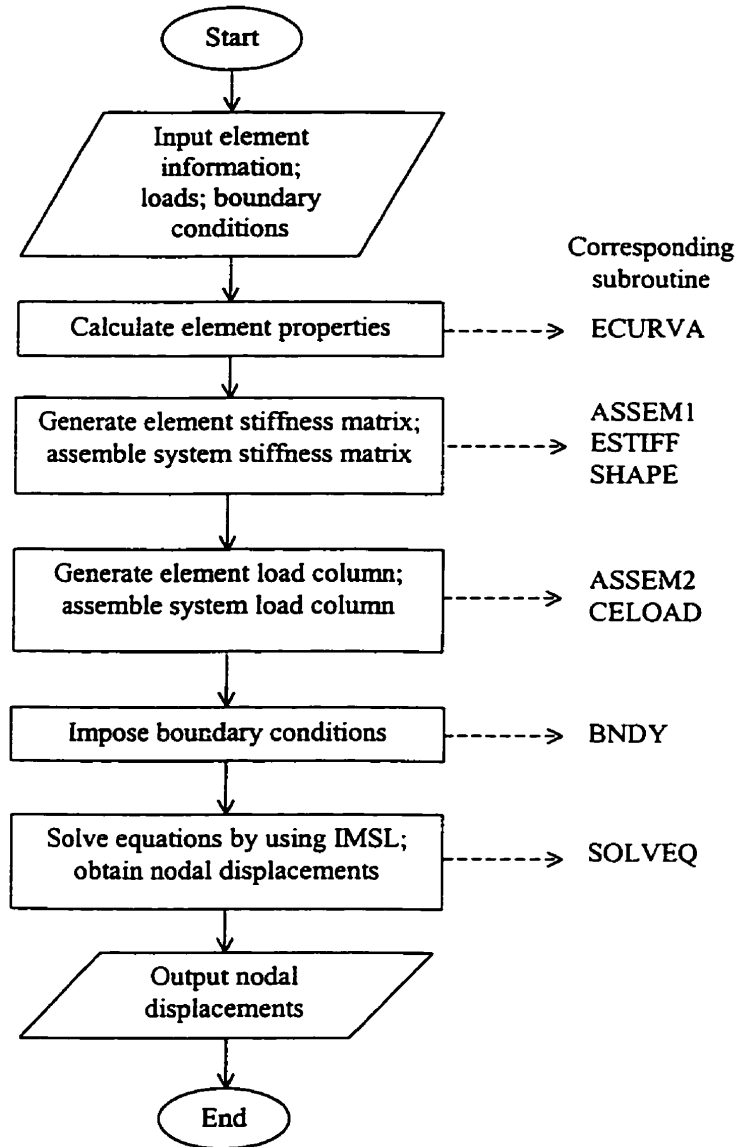 Start
Input element
information;
loads; boundary
conditions
Corresponding
subroutine
Calculate element properties
ECURVA
Generate element stiffness matrix;
assemble system stiffness matrix
ASSEM1
ESTIFF
SHAPE
Generate element load column;
assemble system load column
ASSEM2
CELOAD
Impose boundary conditions
BNDY
Solve equations by using IMSL;
obtain nodal displacements
SOLVEQ
Output nodal
displacements
End